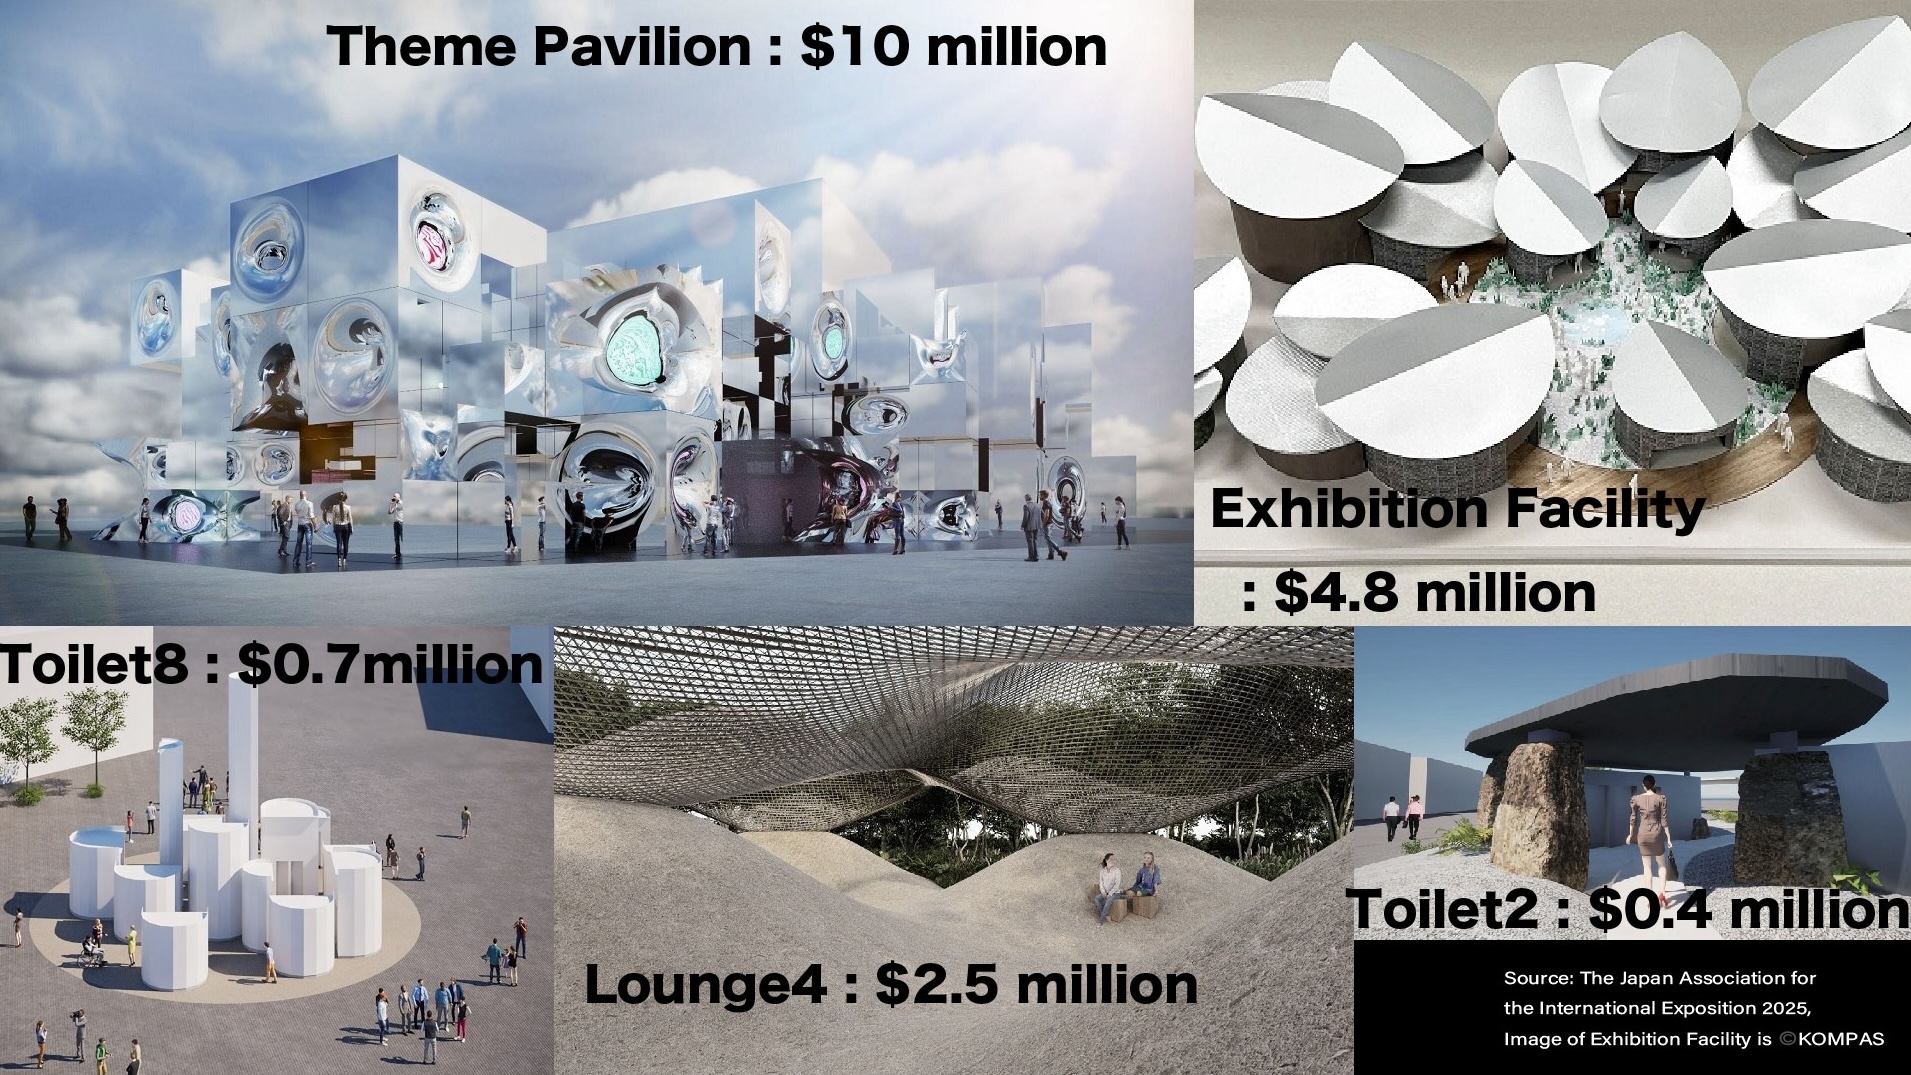 Theme Pavilion : $10 million
Exhibition Facility
: $4.8 million
Toilet8 : $0.7million
Lounge4 : $2.5 million
Toilet2 : $0.4 million
Source: The Japan Association for
the International Exposition 2025,
Image of Exhibition Facility is ©KOMPAS